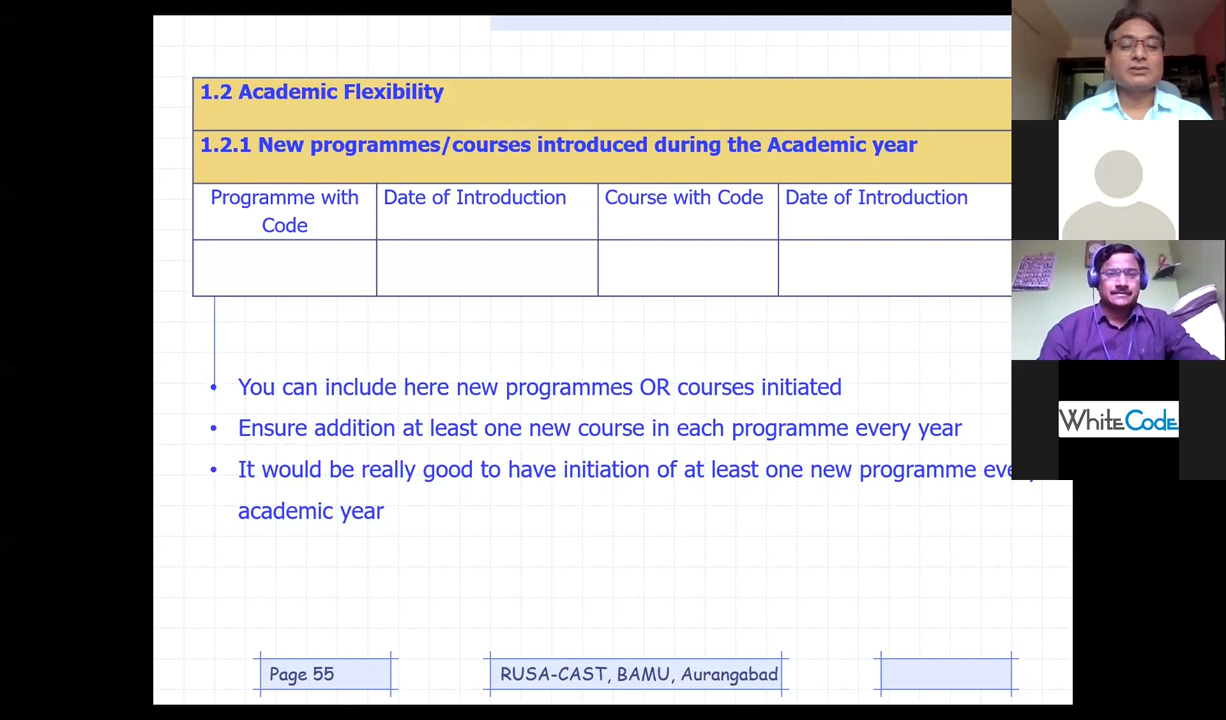 1.2 Academic Flexibility
1.2.1 New programmes/courses introduced during the Academic year
Programme with Code
Date of Introduction
Course with Code
Date of Introduction
• You can include here new programmes OR courses initiated
• Ensure addition at least one new course in each programme every year
• It would be really good to have initiation of at least one new programme
academic year
WhiteCode
Page 55
RUSA-CAST, BAMU, Aurangabad